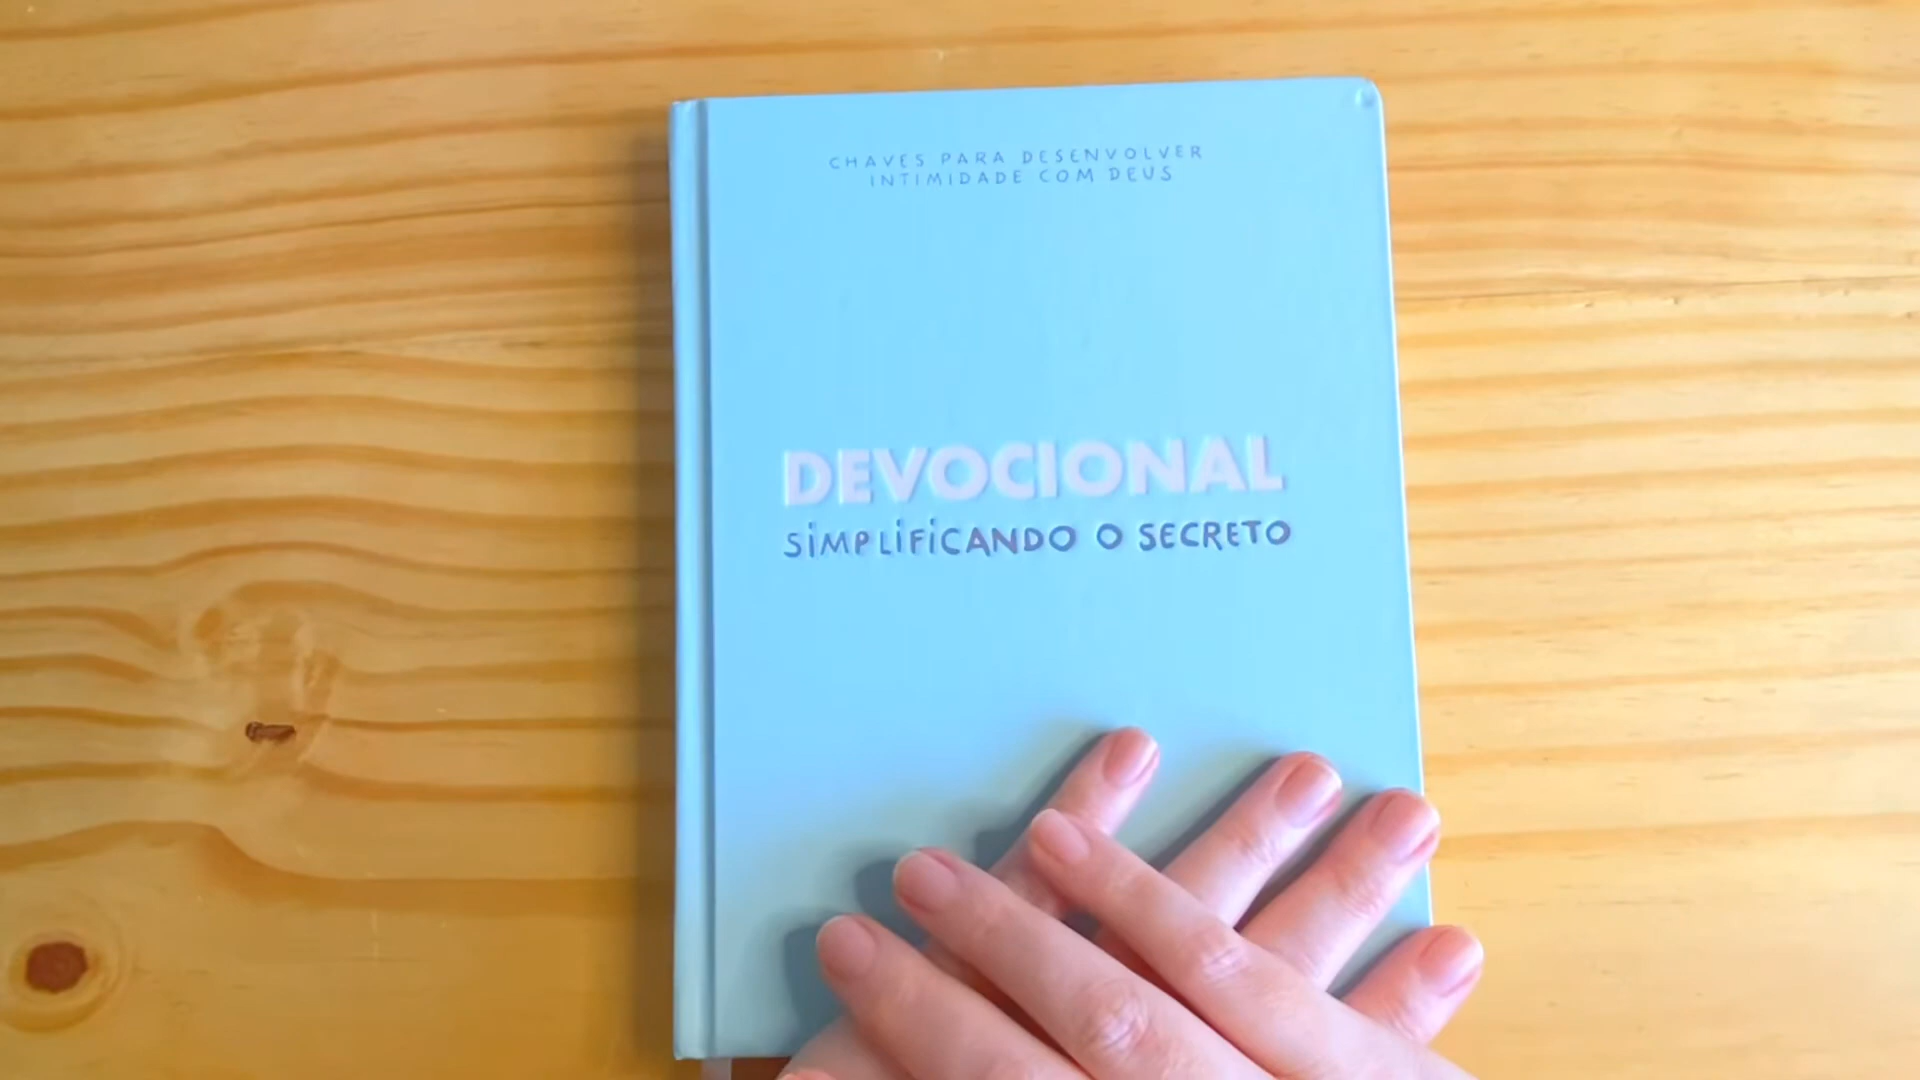 CHAVES PARA DESENVOLVER
INTIMIDADE COM DEUS
DEVOCIONAL
SiMPLiFiCANDO O SECRETO